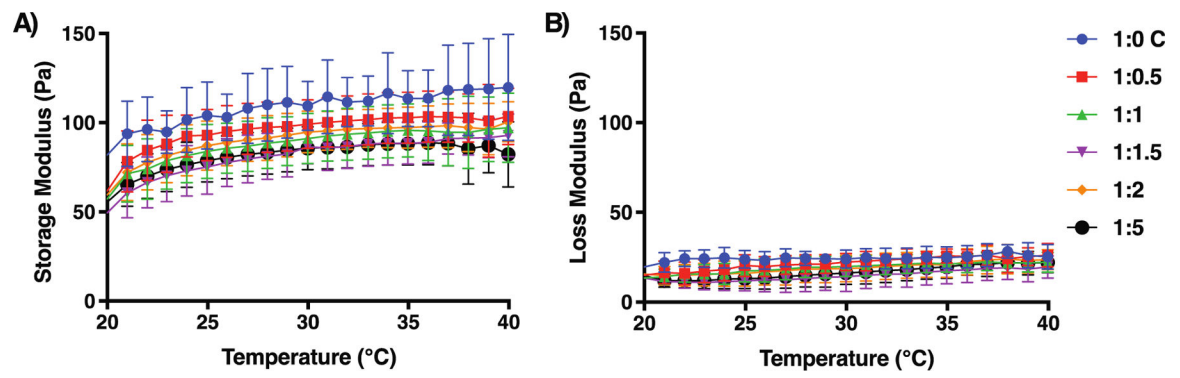 A)
Storage Modulus (Pa)
150
100
50
0
20 25 30 35 40
Temperature (°C)
B)
Loss Modulus (Pa)
150
100
50
0
20 25 30 35 40
Temperature (°C)
1:0 C
1:0.5
1:1
1:1.5
1:2
1:5